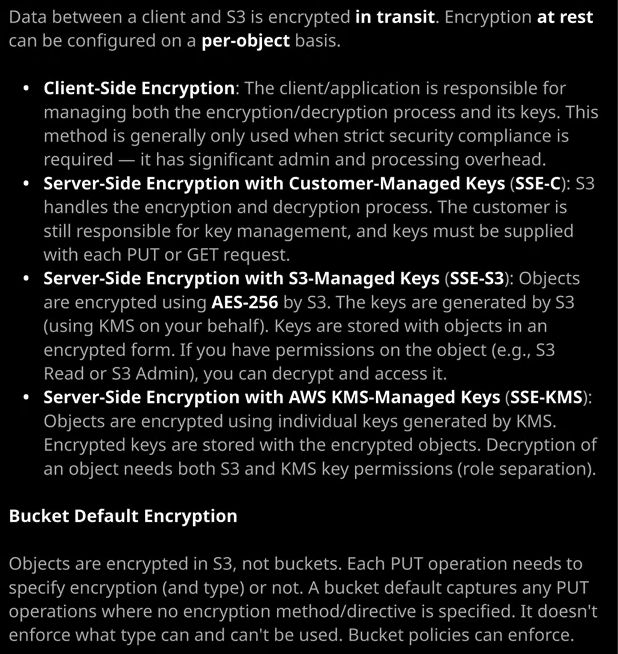 Data between a client and S3 is encrypted in transit. Encryption at rest
can be configured on a per-object basis.
• Client-Side Encryption: The client/application is responsible for
managing both the encryption/decryption process and its keys. This
method is generally only used when strict security compliance is
required — it has significant admin and processing overhead.
• Server-Side Encryption with Customer-Managed Keys (SSE-C): S3
handles the encryption and decryption process. The customer is
still responsible for key management, and keys must be supplied
with each PUT or GET request.
• Server-Side Encryption with S3-Managed Keys (SSE-S3): Objects
are encrypted using AES-256 by S3. The keys are generated by S3
(using KMS on your behalf). Keys are stored with objects in an
encrypted form. If you have permissions on the object (e.g., S3
Read or S3 Admin), you can decrypt and access it.
• Server-Side Encryption with AWS KMS-Managed Keys (SSE-KMS):
Objects are encrypted using individual keys generated by KMS.
Encrypted keys are stored with the encrypted objects. Decryption of
an object needs both S3 and KMS key permissions (role separation).
Bucket Default Encryption
Objects are encrypted in S3, not buckets. Each PUT operation needs to
specify encryption (and type) or not. A bucket default captures any PUT
operations where no encryption method/directive is specified. It doesn't
enforce what type can and can't be used. Bucket policies can enforce.